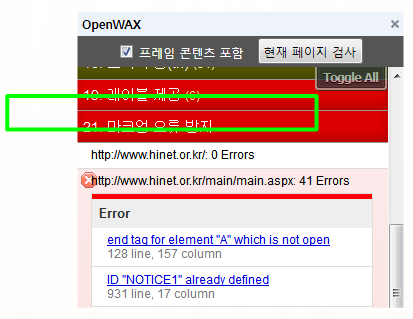 OpenWAX
프레임 콘텐츠 포함
현재 페이지 검사
Toggle All
19. 레이블 제공 (6)
21. 마크업 오류 방지
http://www.hinet.or.kr/: 0 Errors
http://www.hinet.or.kr/main/main.aspx: 41 Errors
Error
end tag for element "A" which is not open
128 line, 157 column
ID "NOTICE1" already defined
931 line, 17 column